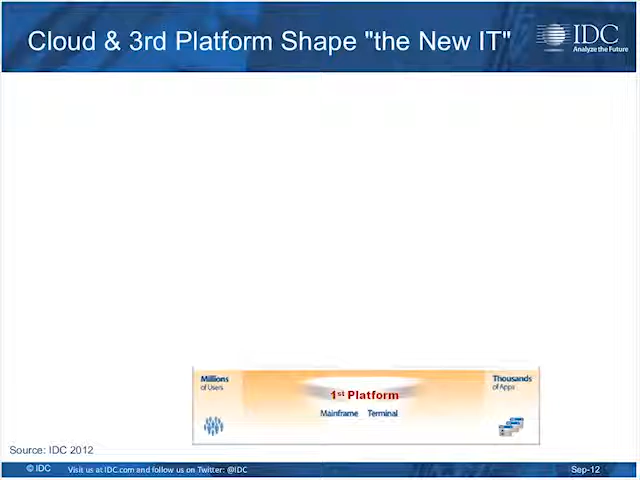 Cloud & 3rd Platform Shape "the New IT"
IDC
Analyze the Future
Millions
of Users
1st Platform
Mainframe Terminal
Thousands
of Apps
Source: IDC 2012
© IDC Visit us at IDC.com and follow us on Twitter: @IDC Sep-12